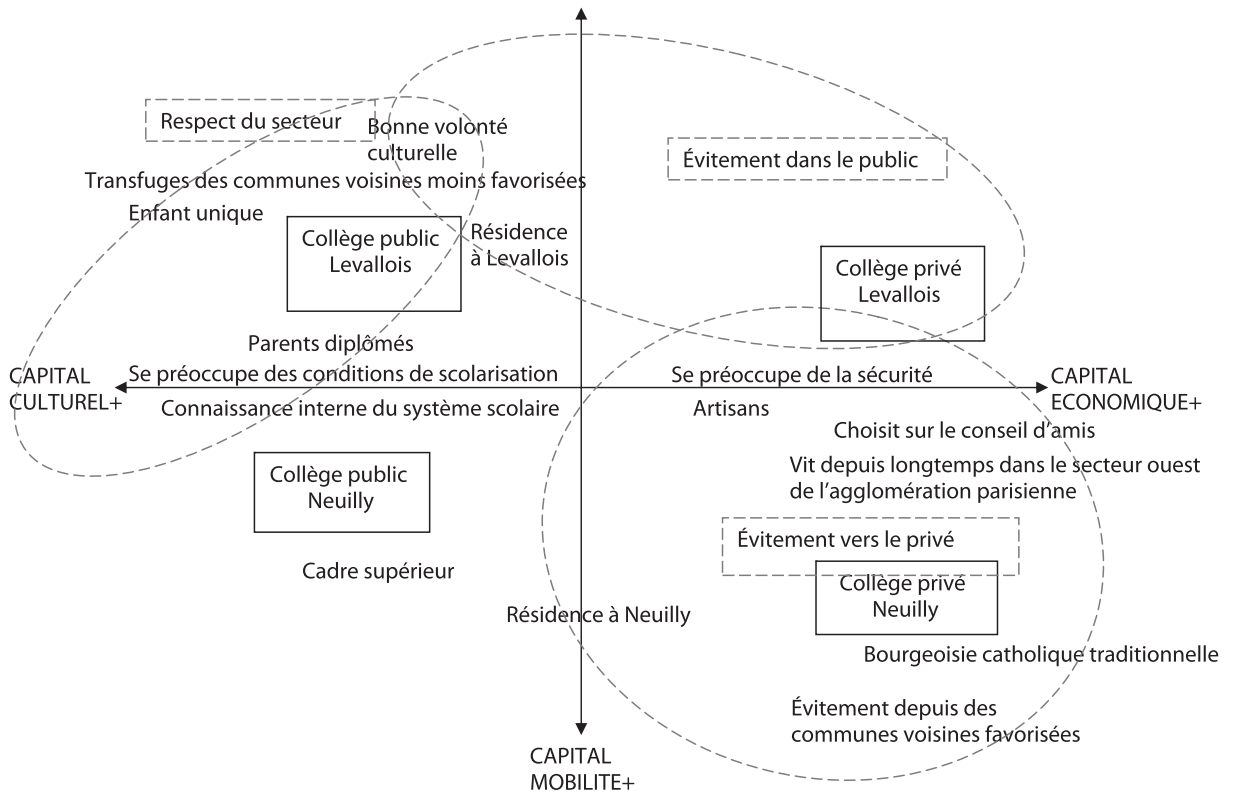 Respect du secteur
Bonne volonté
culturelle
Évitement dans le public
Transfuges des communes voisines moins favorisées
Enfant unique
Collège public
Levallois
Résidence
à Levallois
Collège privé
Levallois
Parents diplômés
CAPITAL
CULTUREL+
Se préoccupe des conditions de scolarisation
Se préoccupe de la sécurité
CAPITAL
ECONOMIQUE+
Connaissance interne du système scolaire
Artisans
Choisit sur le conseil d’amis
Vit depuis longtemps dans le secteur ouest
de l’agglomération parisienne
Collège public
Neuilly
Évitement vers le privé
Cadre supérieur
Collège privé
Neuilly
Résidence à Neuilly
Bourgeoisie catholique traditionnelle
Évitement depuis des
communes voisines favorisées
CAPITAL
MOBILITE+